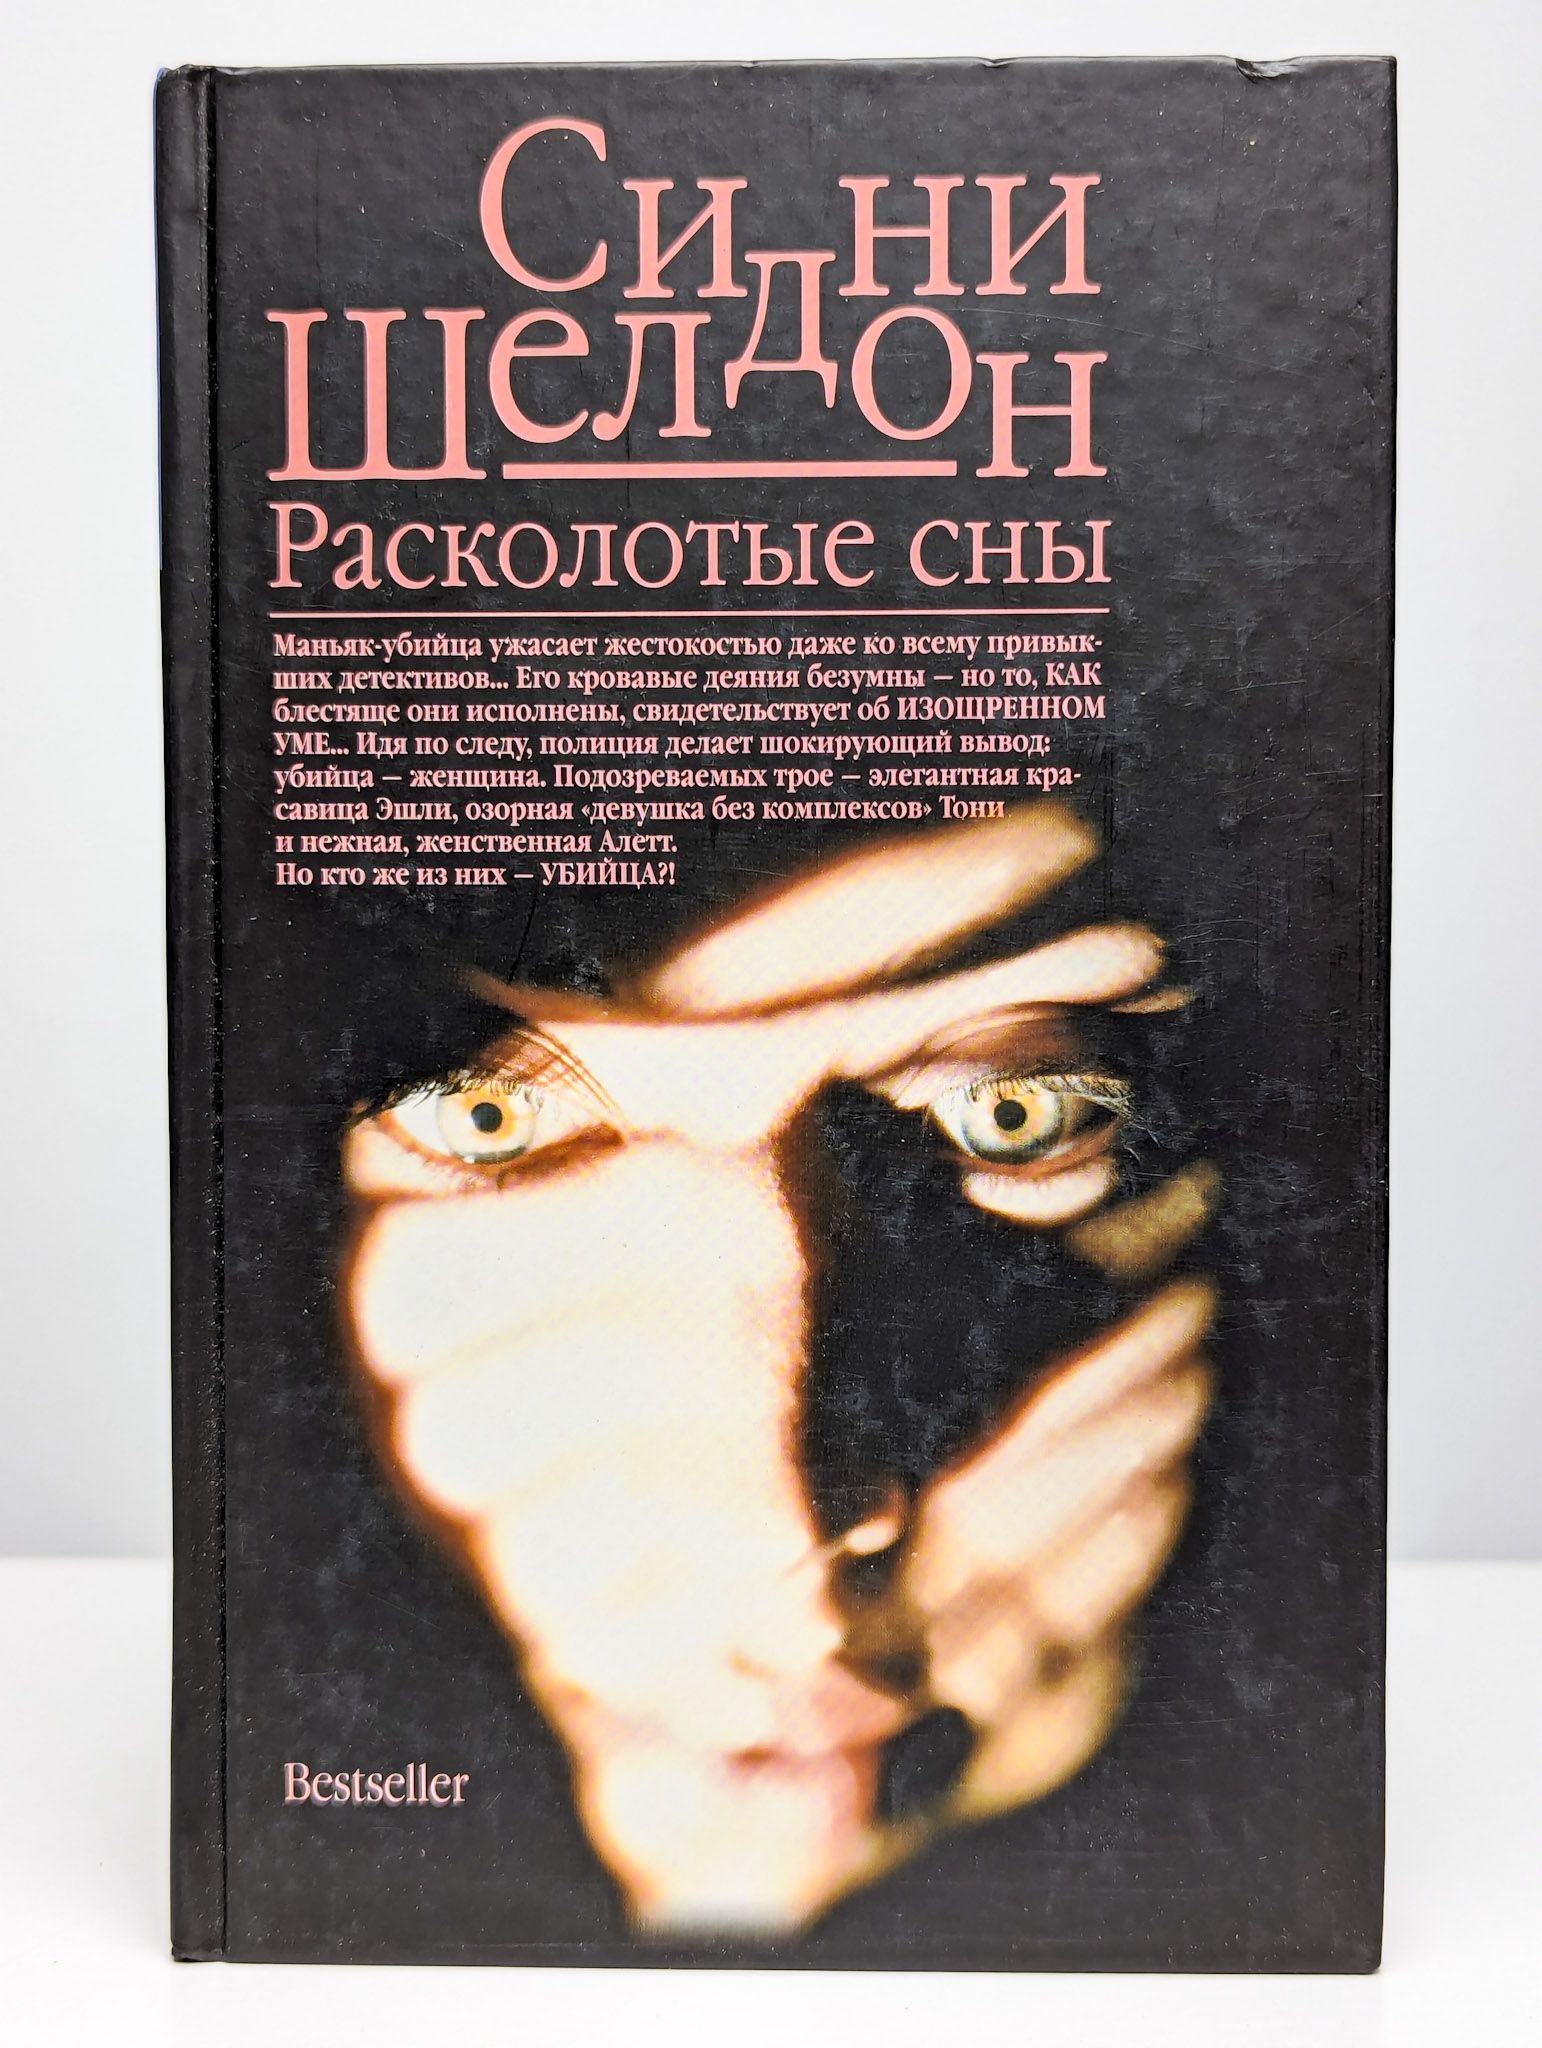 Сидни
Шелдон
Расколотые сны
Маньяк-убийца ужасает жестокостью даже ко всему привык-
ших детективов... Его кровавые деяния безумны – но то, КАК
блестяще они исполнены, свидетельствует об ИЗОЩРЕННОМ
УМЕ... Идя по следу, полиция делает шокирующий вывод:
убийца – женщина. Подозреваемых трое – элегантная кра-
савица Эшли, озорная «девушка без комплексов» Тони
и нежная, женственная Алетт.
Но кто же из них – УБИЙЦА?!
Bestseller